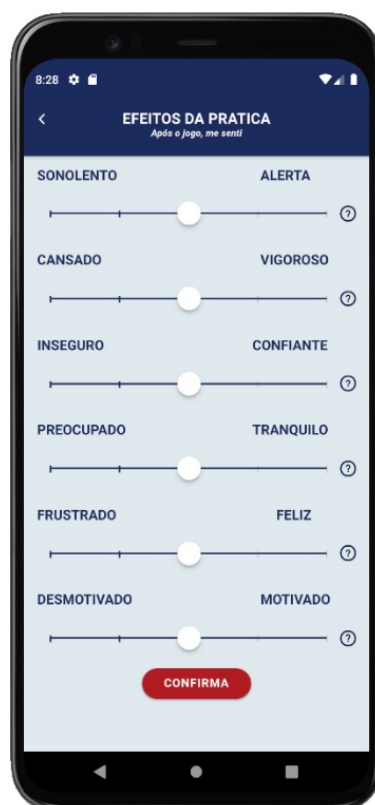 8:28
EFEITOS DA PRATICA
Após o jogo, me senti
SONOLENTO ALERTA
?
CANSADO VIGOROSO
?
INSEGURO CONFIANTE
?
PREOCUPADO TRANQUILO
?
FRUSTRADO FELIZ
?
DESMOTIVADO MOTIVADO
?
CONFIRMA